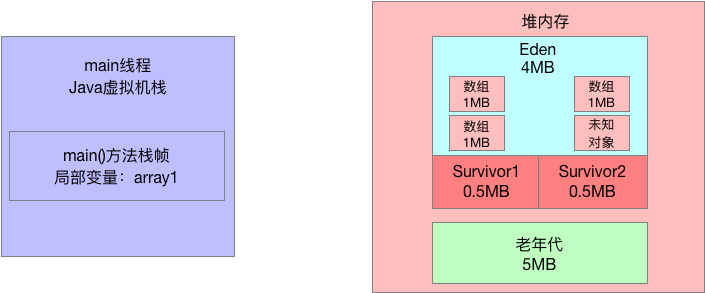 main线程
Java虚拟机栈
main()方法栈帧
局部变量：array1
堆内存
Eden
4MB
数组
1MB
数组
1MB
数组
1MB
未知
对象
Survivor1
0.5MB
Survivor2
0.5MB
老年代
5MB